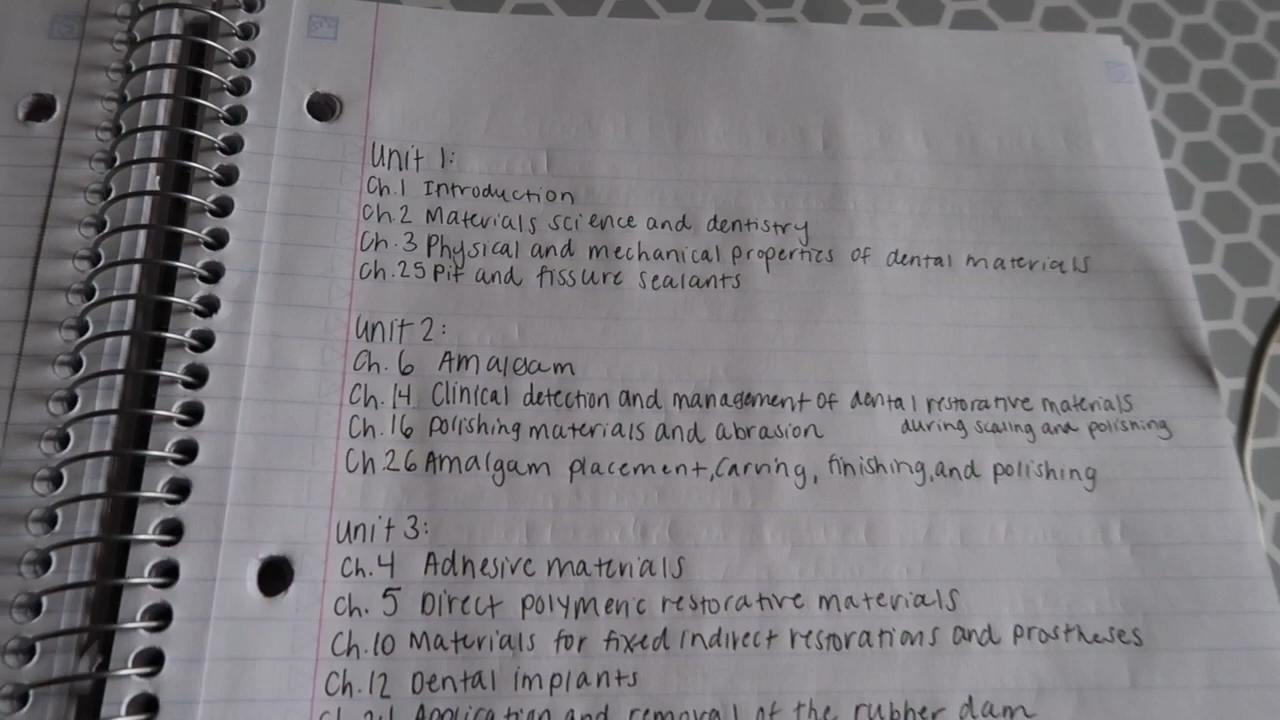 Unit 1:
Ch.1 Introduction
Ch.2 Materials science and dentistry
Ch.3 Physical and mechanical properties of dental materials
Ch.25 Pit and fissure sealants
Unit 2:
Ch. 6 Amalgam
Ch.14 Clinical detection and management of dental restorative materials
during scaling and polishing
Ch.16 polishing materials and abrasion
Ch.26 Amalgam placement, Carving, finishing, and polishing
Unit 3:
Ch.4 Adhesive materials
Ch. 5 Direct polymeric restorative materials
Ch.10 Materials for fixed indirect restorations and prostheses
Ch.12 Dental implants
Application and removal of the rubber dam